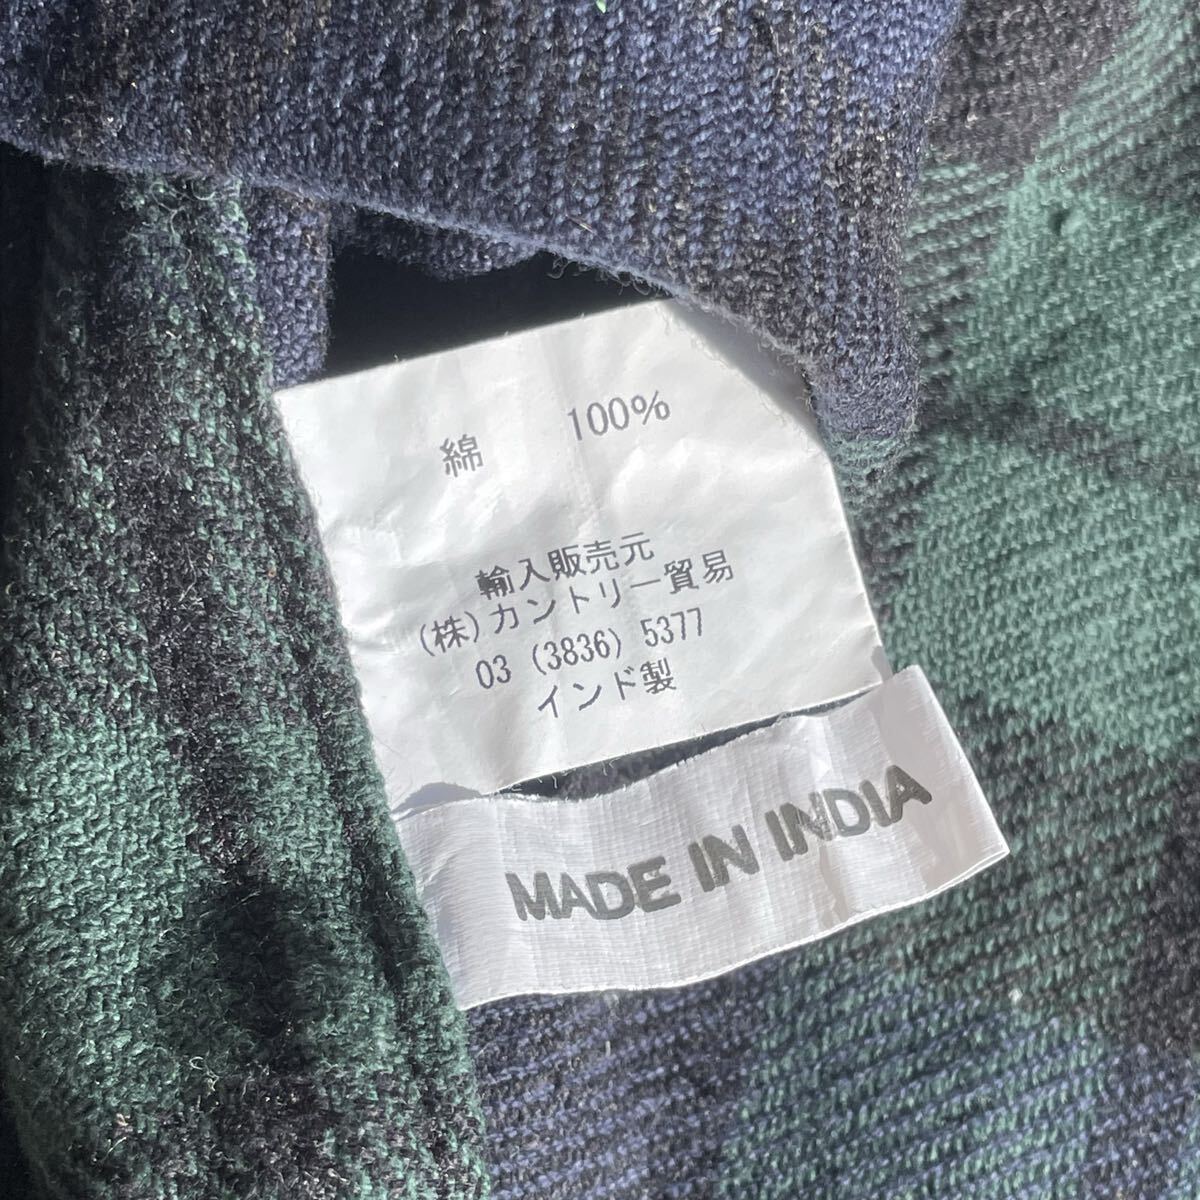 綿 100%
輸入販売元
(株)カントリー貿易
03 (3836) 5377
インド製
MADE IN INDIA